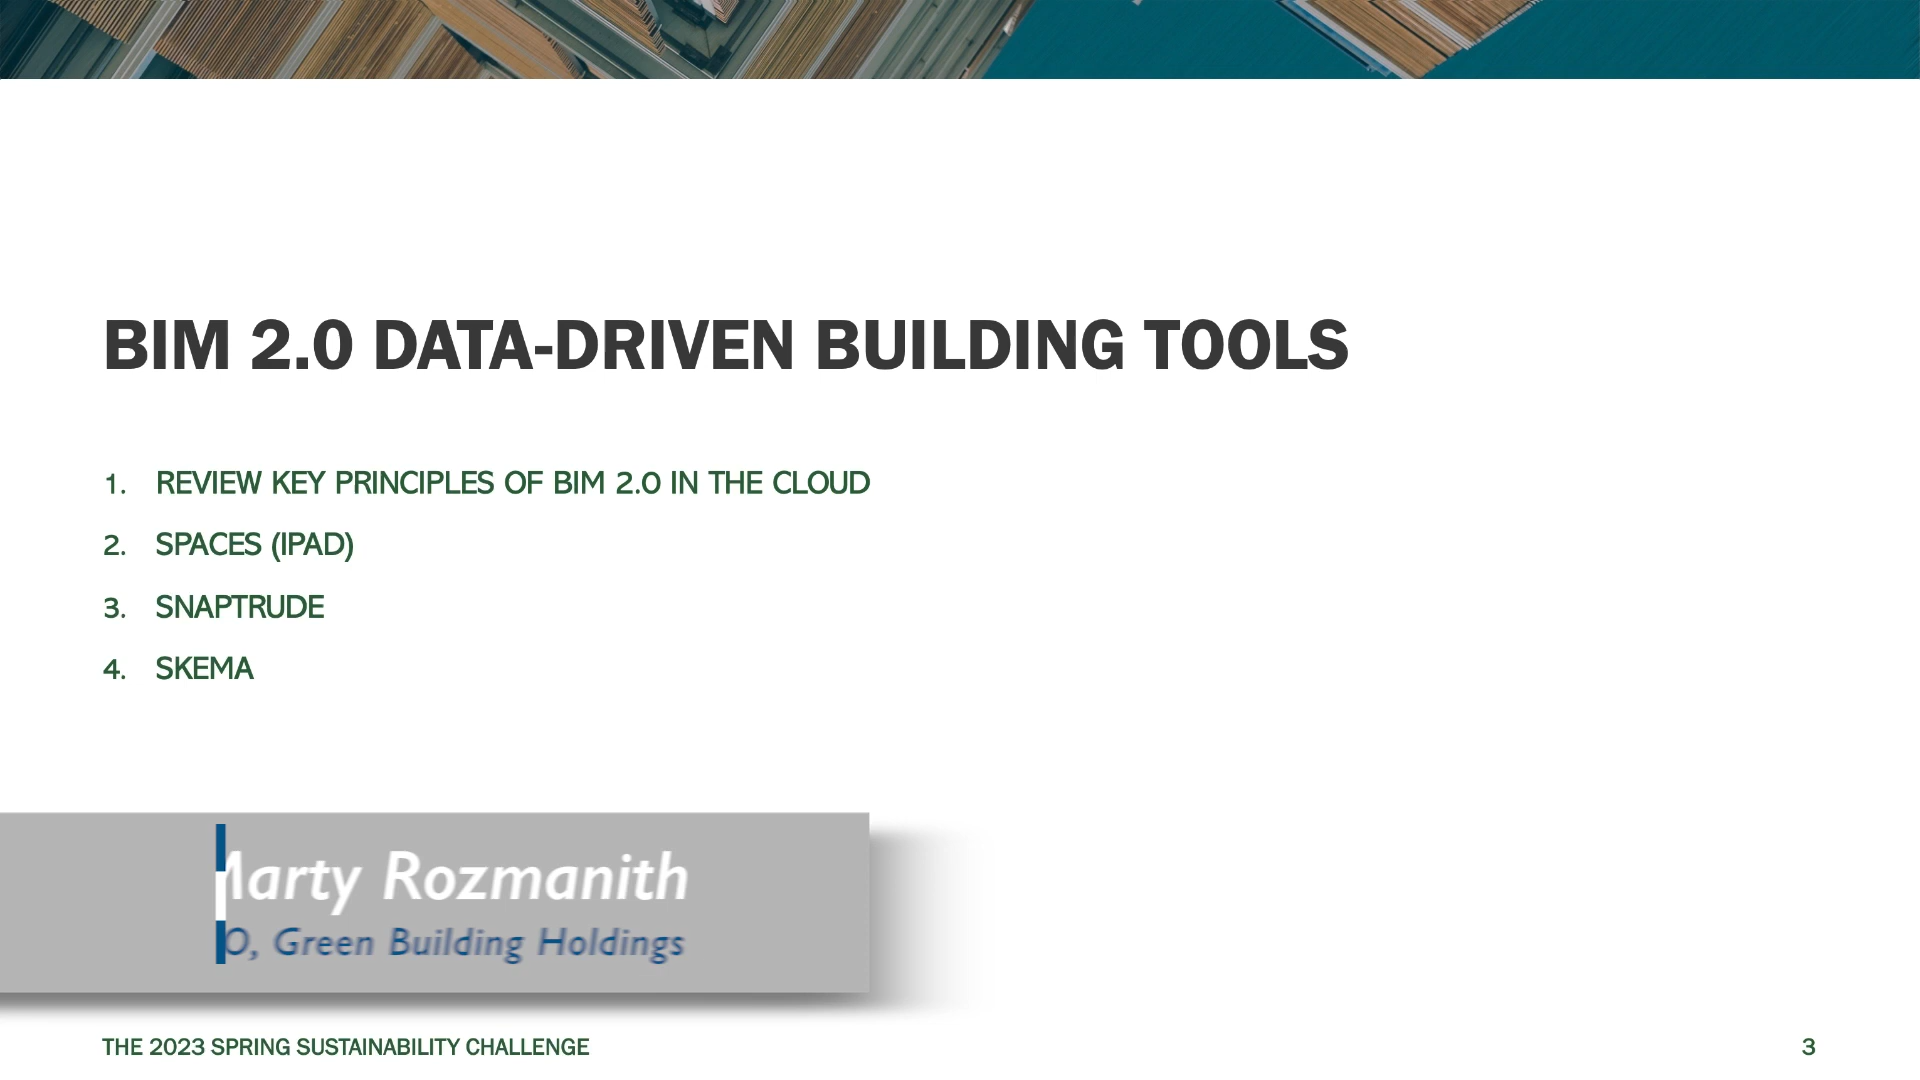 BIM 2.0 DATA-DRIVEN BUILDING TOOLS
1. REVIEW KEY PRINCIPLES OF BIM 2.0 IN THE CLOUD
2. SPACES (IPAD)
3. SNAPTRUDE
4. SKEMA
Marty Rozmanith
O, Green Building Holdings
THE 2023 SPRING SUSTAINABILITY CHALLENGE
3